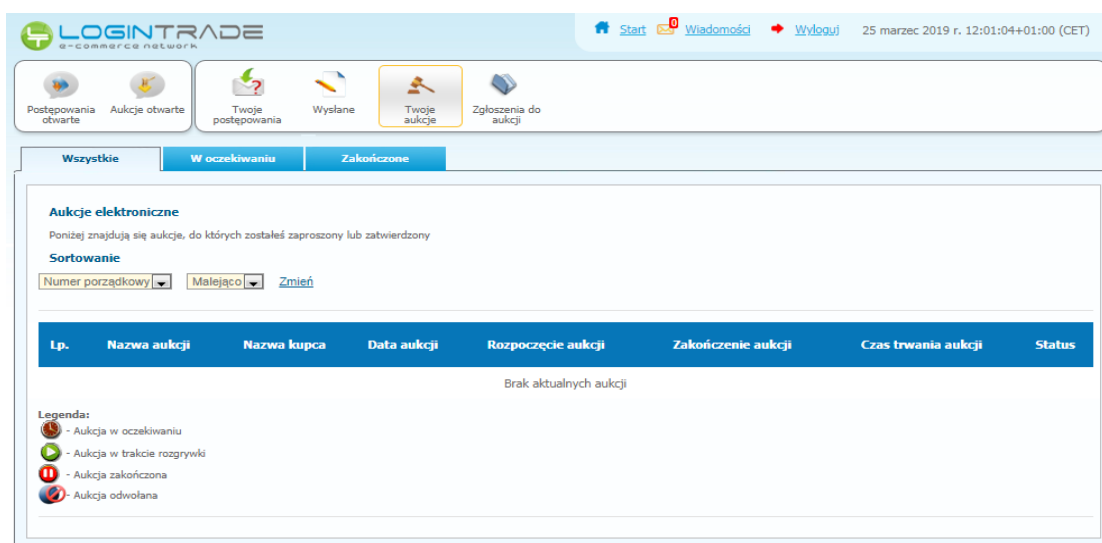 LOGINTRADE
e-commerce network
Start 0 Wiadomości Wyloguj 25 marzec 2019 r. 12:01:04+01:00 (CET)
Postępowania otwarte
Aukcje otwarte
Twoje postępowania
Wysłane
Twoje aukcje
Zgłoszenia do aukcji
Wszystkie W oczekiwaniu Zakończone
Aukcje elektroniczne
Poniżej znajdują się aukcje, do których zostałeś zaproszony lub zatwierdzony
Sortowanie
Numer porządkowy Malejąco Zmień
Lp. Nazwa aukcji Nazwa kupca Data aukcji Rozpoczęcie aukcji Zakończenie aukcji Czas trwania aukcji Status
Brak aktualnych aukcji
Legenda:
- Aukcja w oczekiwaniu
- Aukcja w trakcie rozgrywki
- Aukcja zakończona
- Aukcja odwołana